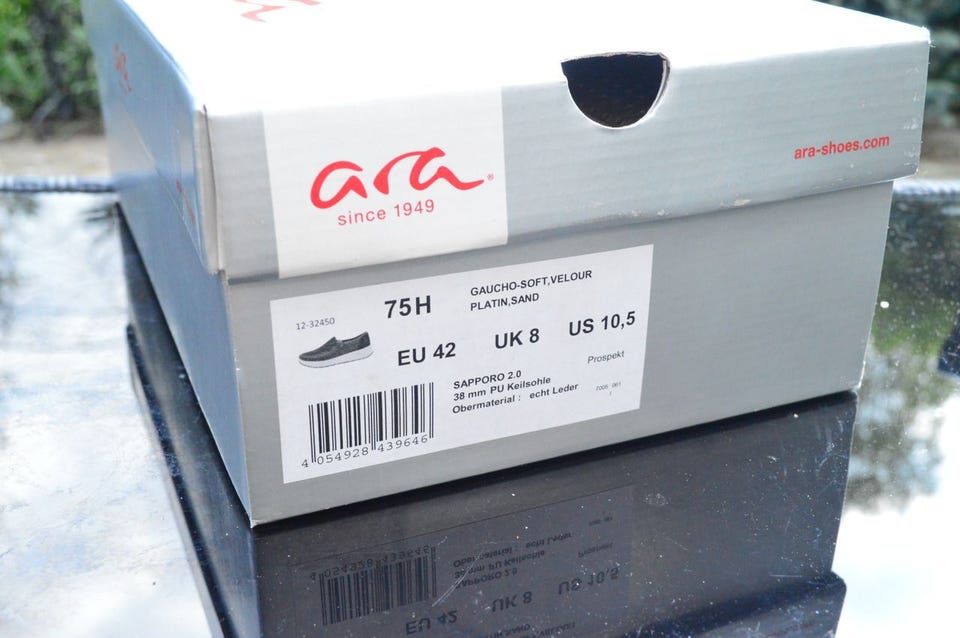 ara®
since 1949
ara-shoes.com
12-32450
75H
GAUCHO-SOFT,VELOUR
PLATIN,SAND
EU 42
UK 8
US 10,5
Prospekt
SAPPORO 2.0
38 mm PU Keilsohle
Obermaterial : echt Leder
4 054928 439646
ara